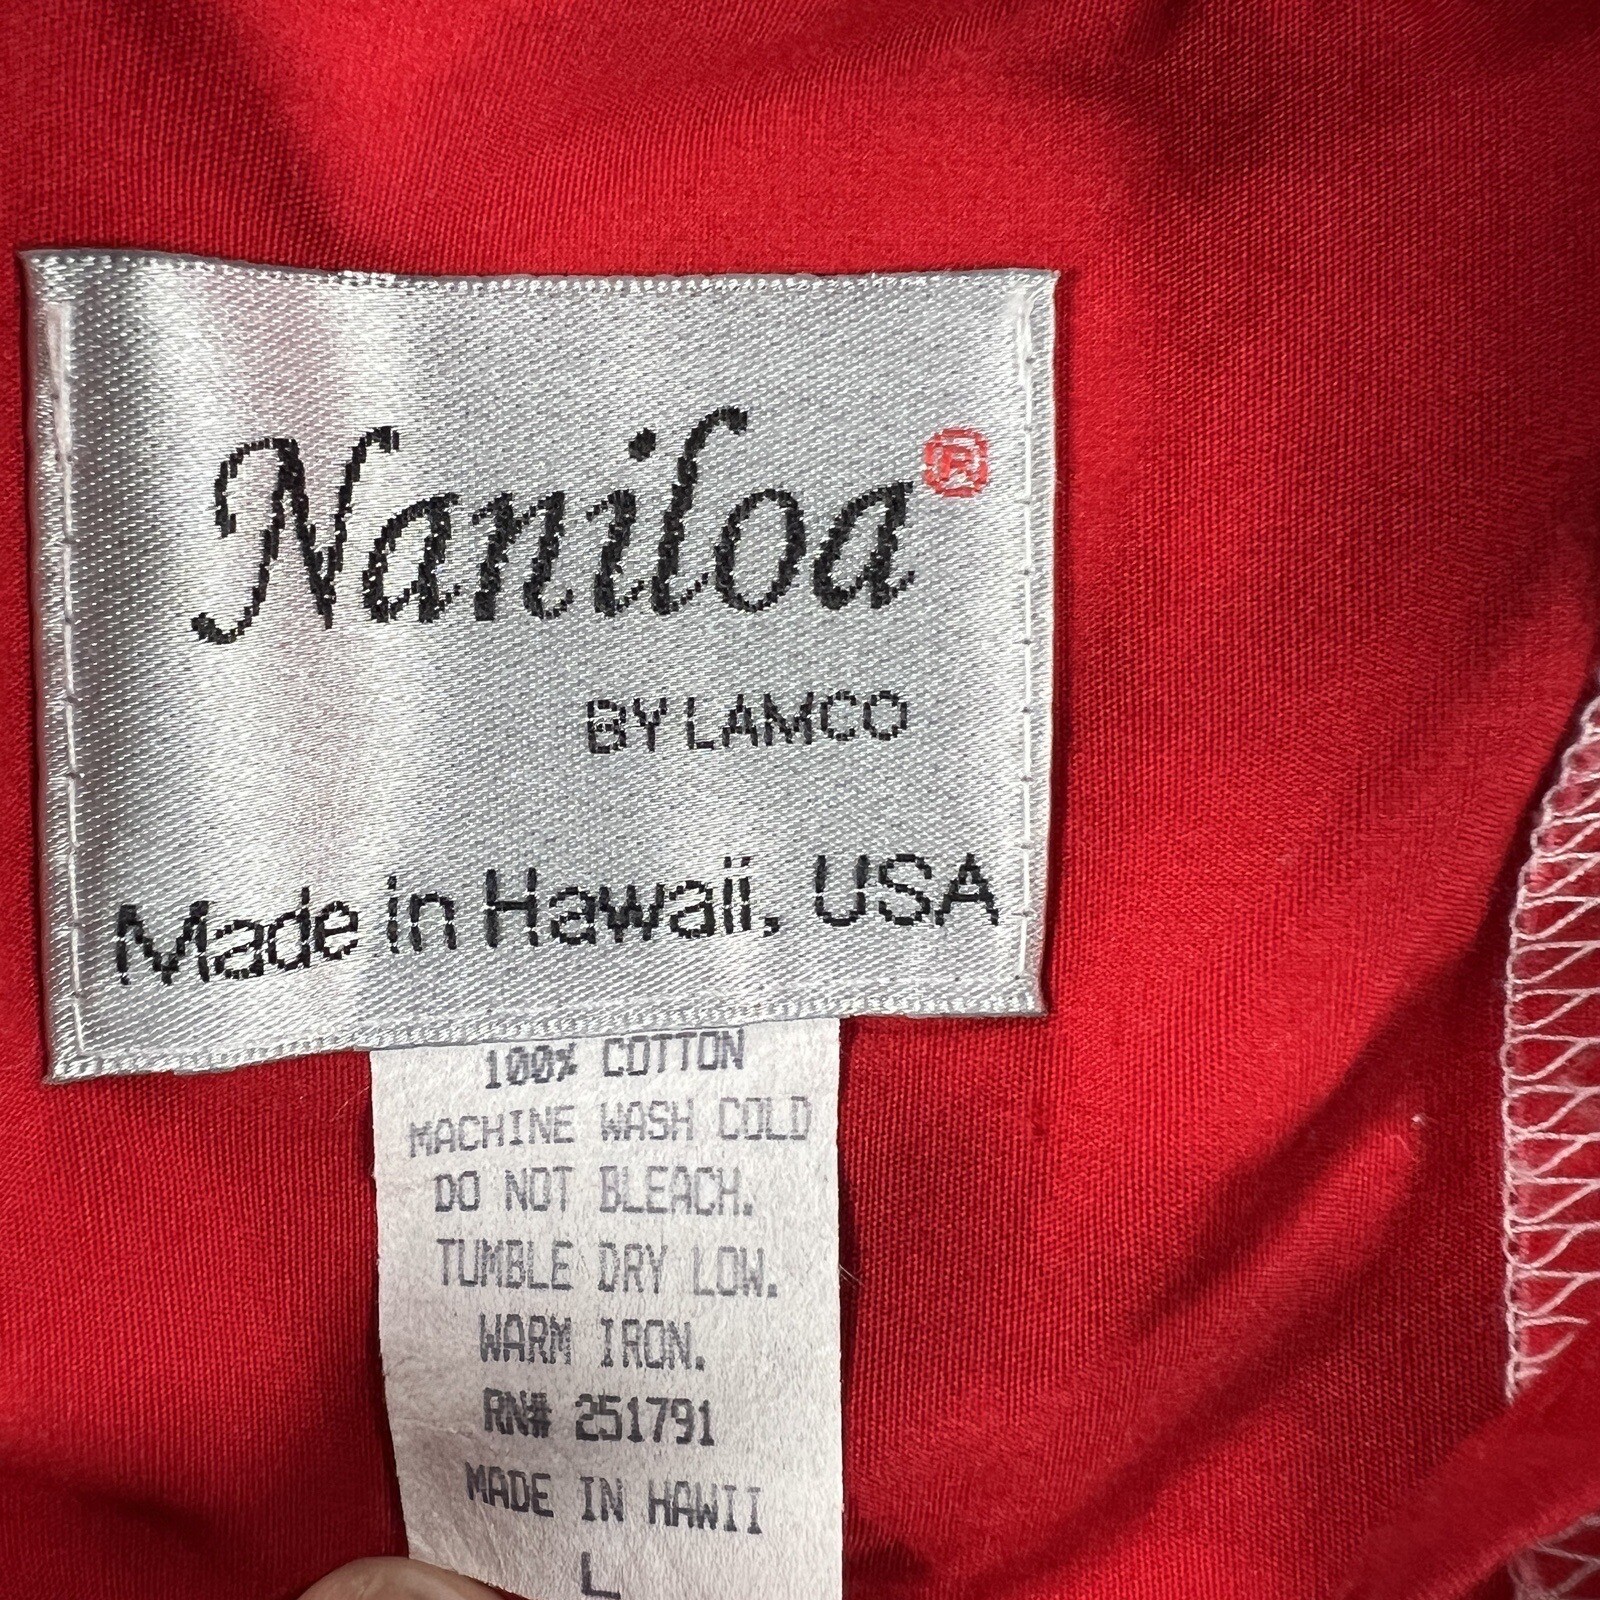 Naniloa®
BY LAMCO
Made in Hawaii, USA
100% COTTON
MACHINE WASH COLD
DO NOT BLEACH.
TUMBLE DRY LOW.
WARM IRON.
RN# 251791
MADE IN HAWII
L